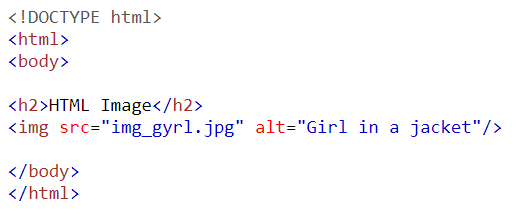 <!DOCTYPE html>
<html>
<body>
<h2>HTML Image</h2>
<img src="img_gyrl.jpg" alt="Girl in a jacket"/>
</body>
</html>